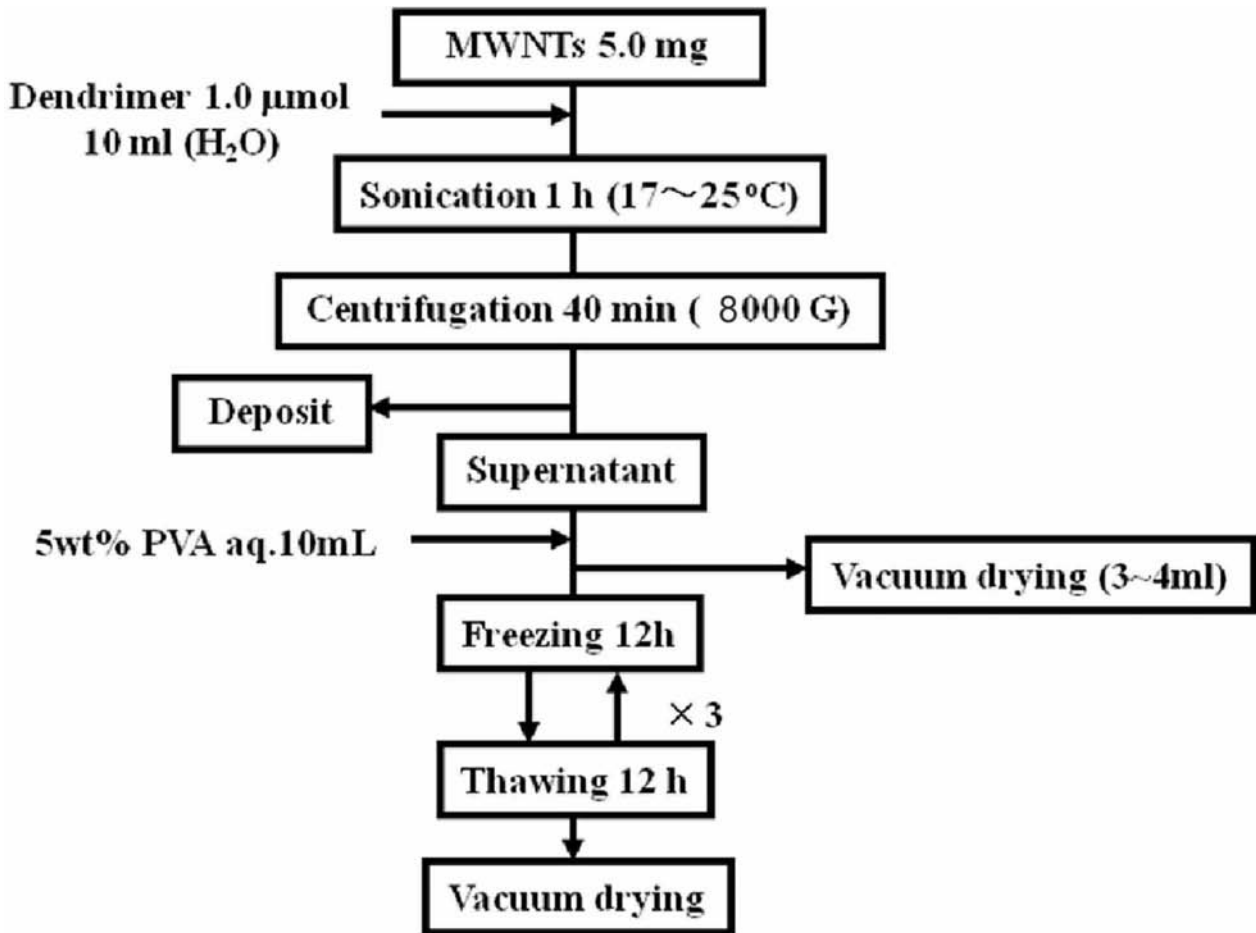 MWNTs 5.0 mg
Dendrimer 1.0 μmol
10 ml (H₂O)
Sonication 1 h (17～25°C)
Centrifugation 40 min ( 8000 G)
Deposit
Supernatant
5wt% PVA aq.10mL
Vacuum drying (3~4ml)
Freezing 12h
× 3
Thawing 12 h
Vacuum drying